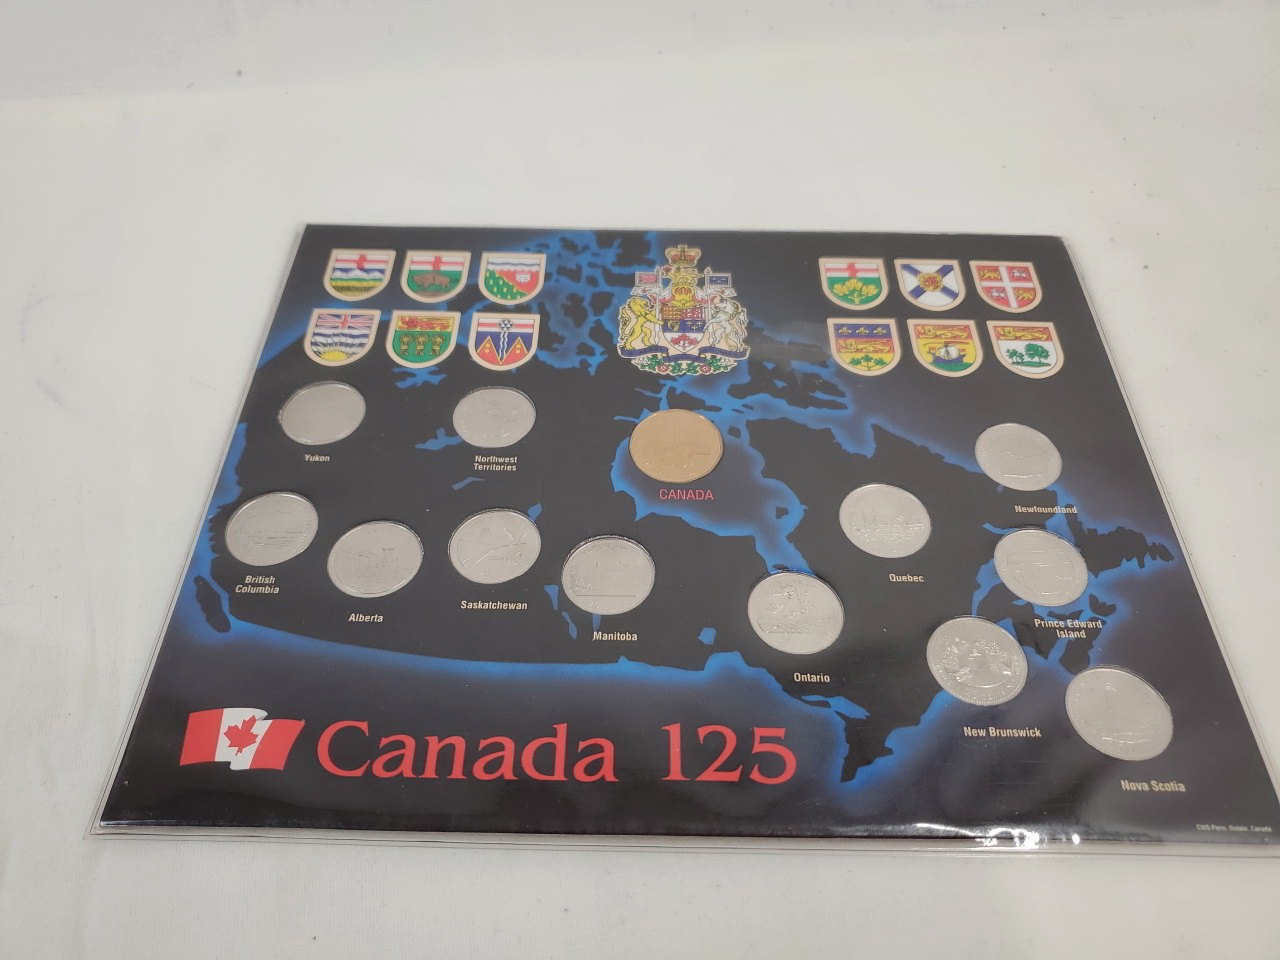 Yukon
Northwest
Territories
CANADA
Newfoundland
British
Columbia
Alberta
Saskatchewan
Manitoba
Quebec
Prince Edward
Island
Ontario
New Brunswick
Nova Scotia
Canada 125